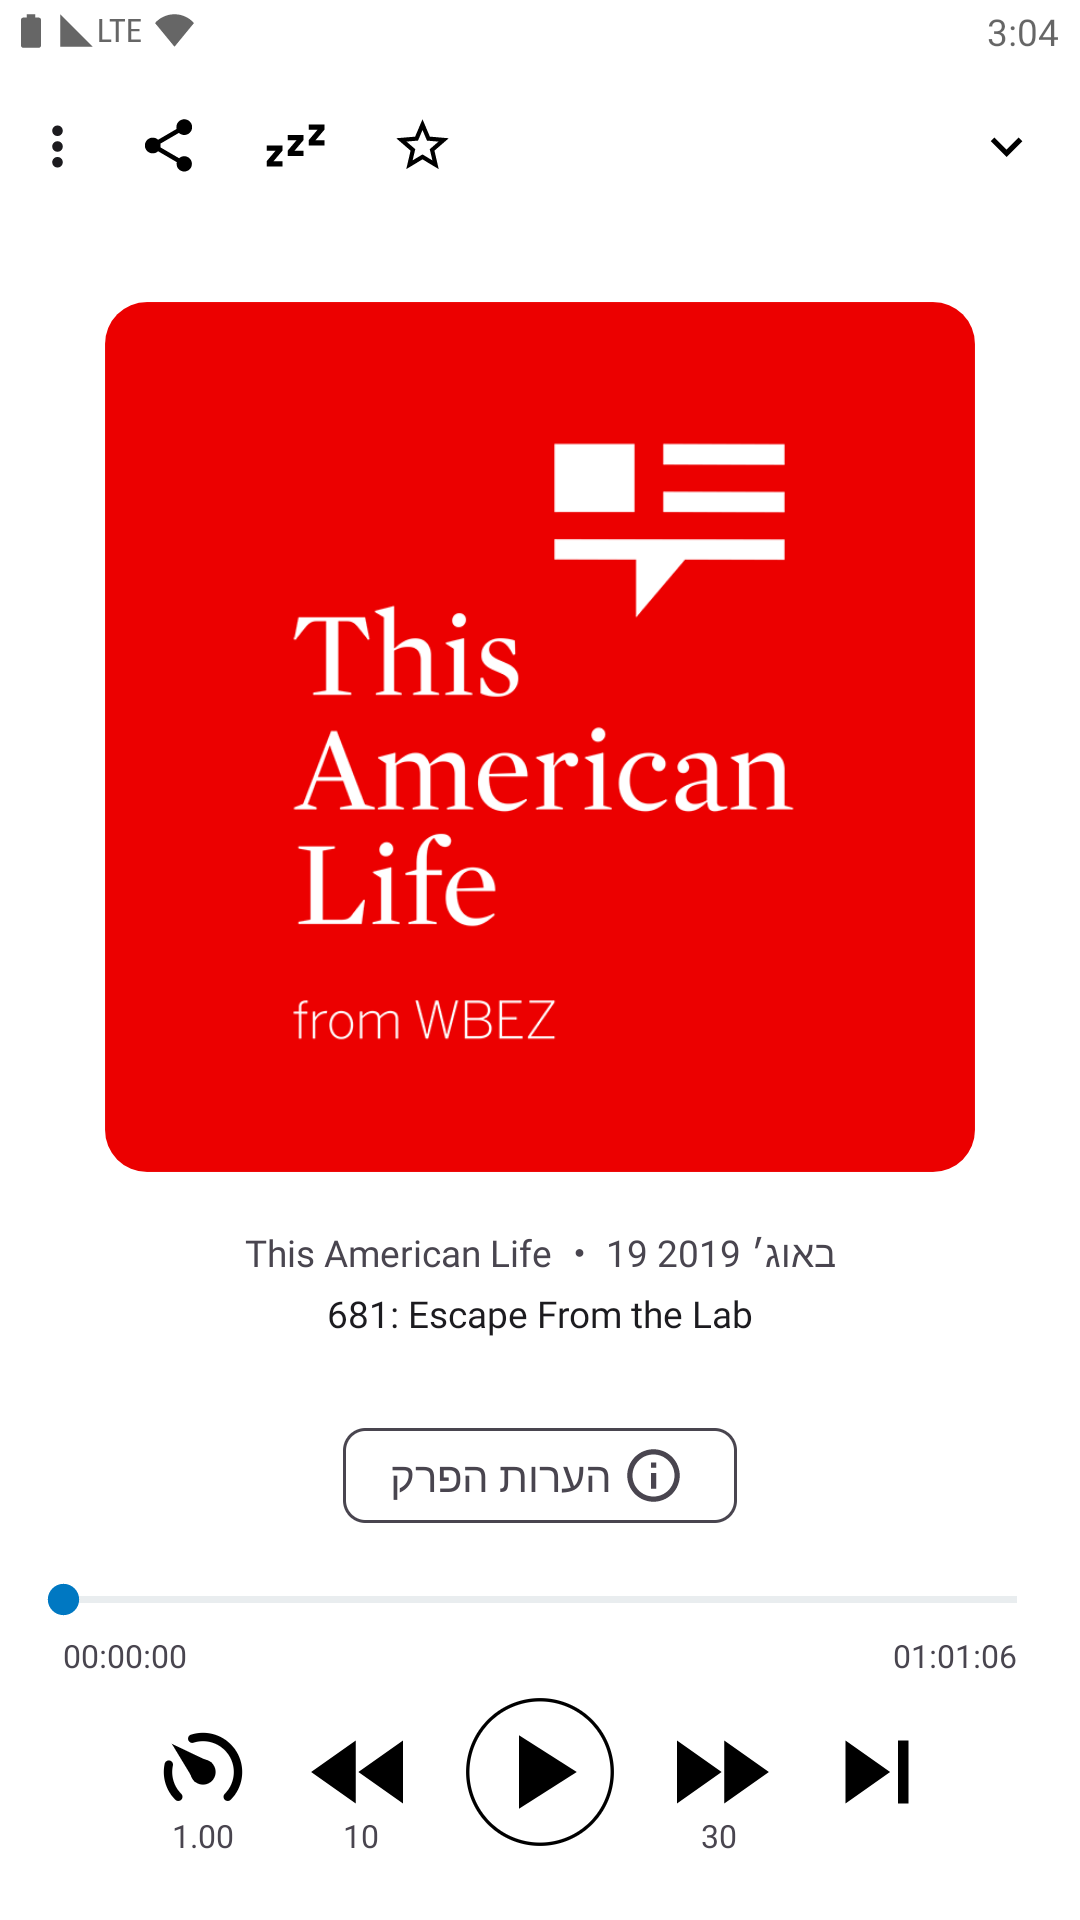 LTE 3:04
zzz
This
American
Life
from WBEZ
This American Life • 19 באוג׳ 2019
681: Escape From the Lab
הערות הפרק
00:00:00 01:01:06
1.00 10 30